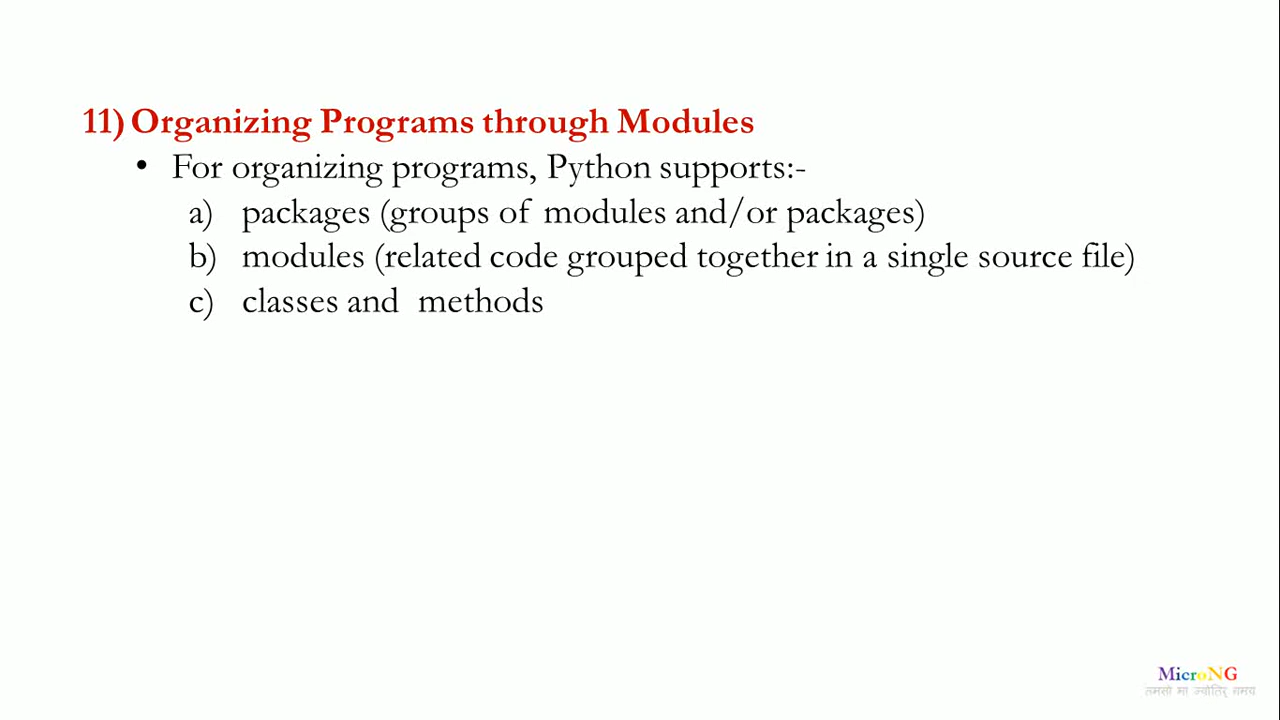 11) Organizing Programs through Modules
• For organizing programs, Python supports:-
a) packages (groups of modules and/or packages)
b) modules (related code grouped together in a single source file)
c) classes and methods
MicroNG
तमसो मा ज्योतिर् गमय